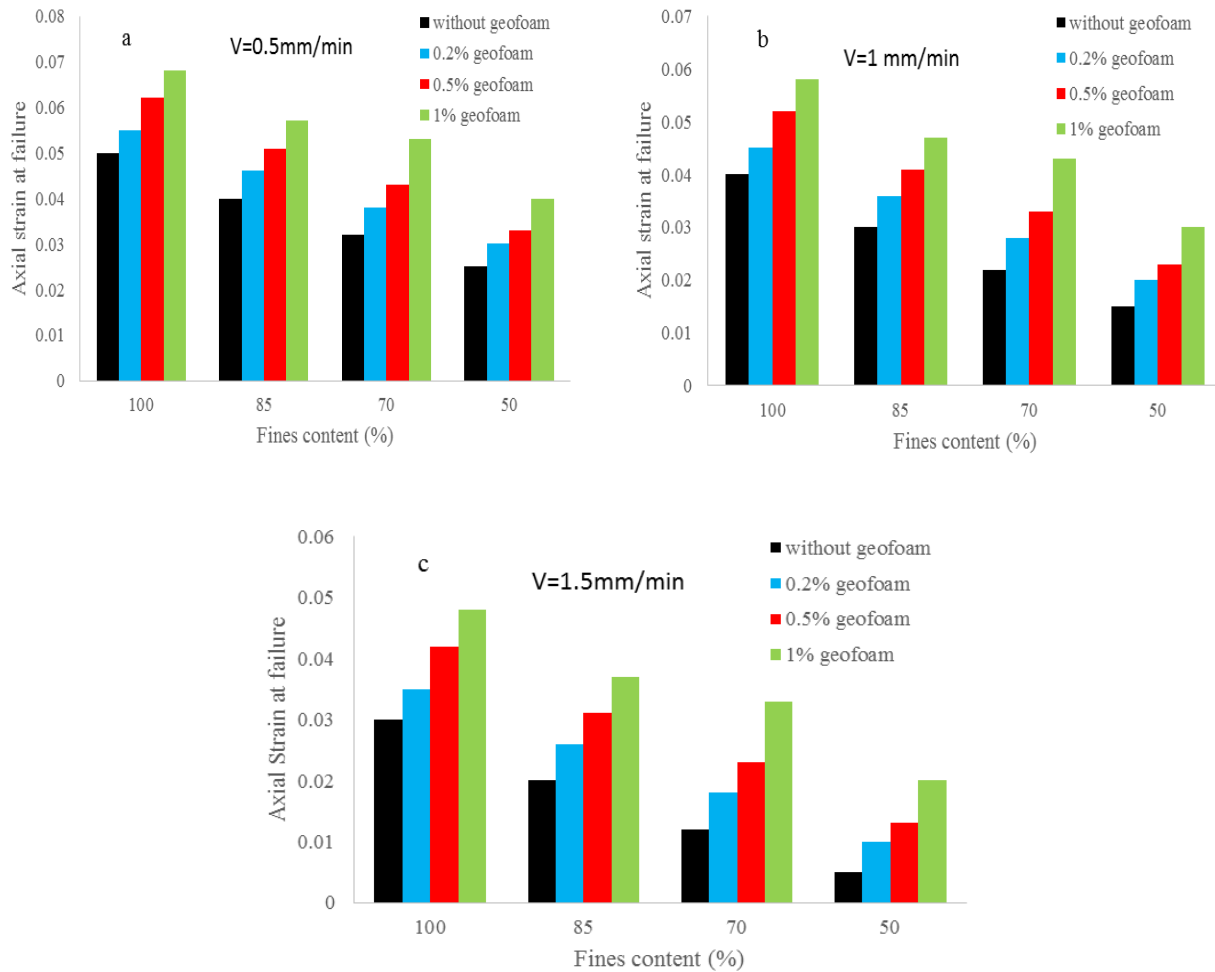 a
V=0.5mm/min
without geofoam
0.2% geofoam
0.5% geofoam
1% geofoam
Axial strain at failure
0.08
0.07
0.06
0.05
0.04
0.03
0.02
0.01
0
100 85 70 50
Fines content (%)
b
V=1 mm/min
without geofoam
0.2% geofoam
0.5% geofoam
1% geofoam
Axial strain at failure
0.07
0.06
0.05
0.04
0.03
0.02
0.01
0
100 85 70 50
Fines content (%)
c
V=1.5mm/min
without geofoam
0.2% geofoam
0.5% geofoam
1% geofoam
Axial Strain at failure
0.06
0.05
0.04
0.03
0.02
0.01
0
100 85 70 50
Fines content (%)